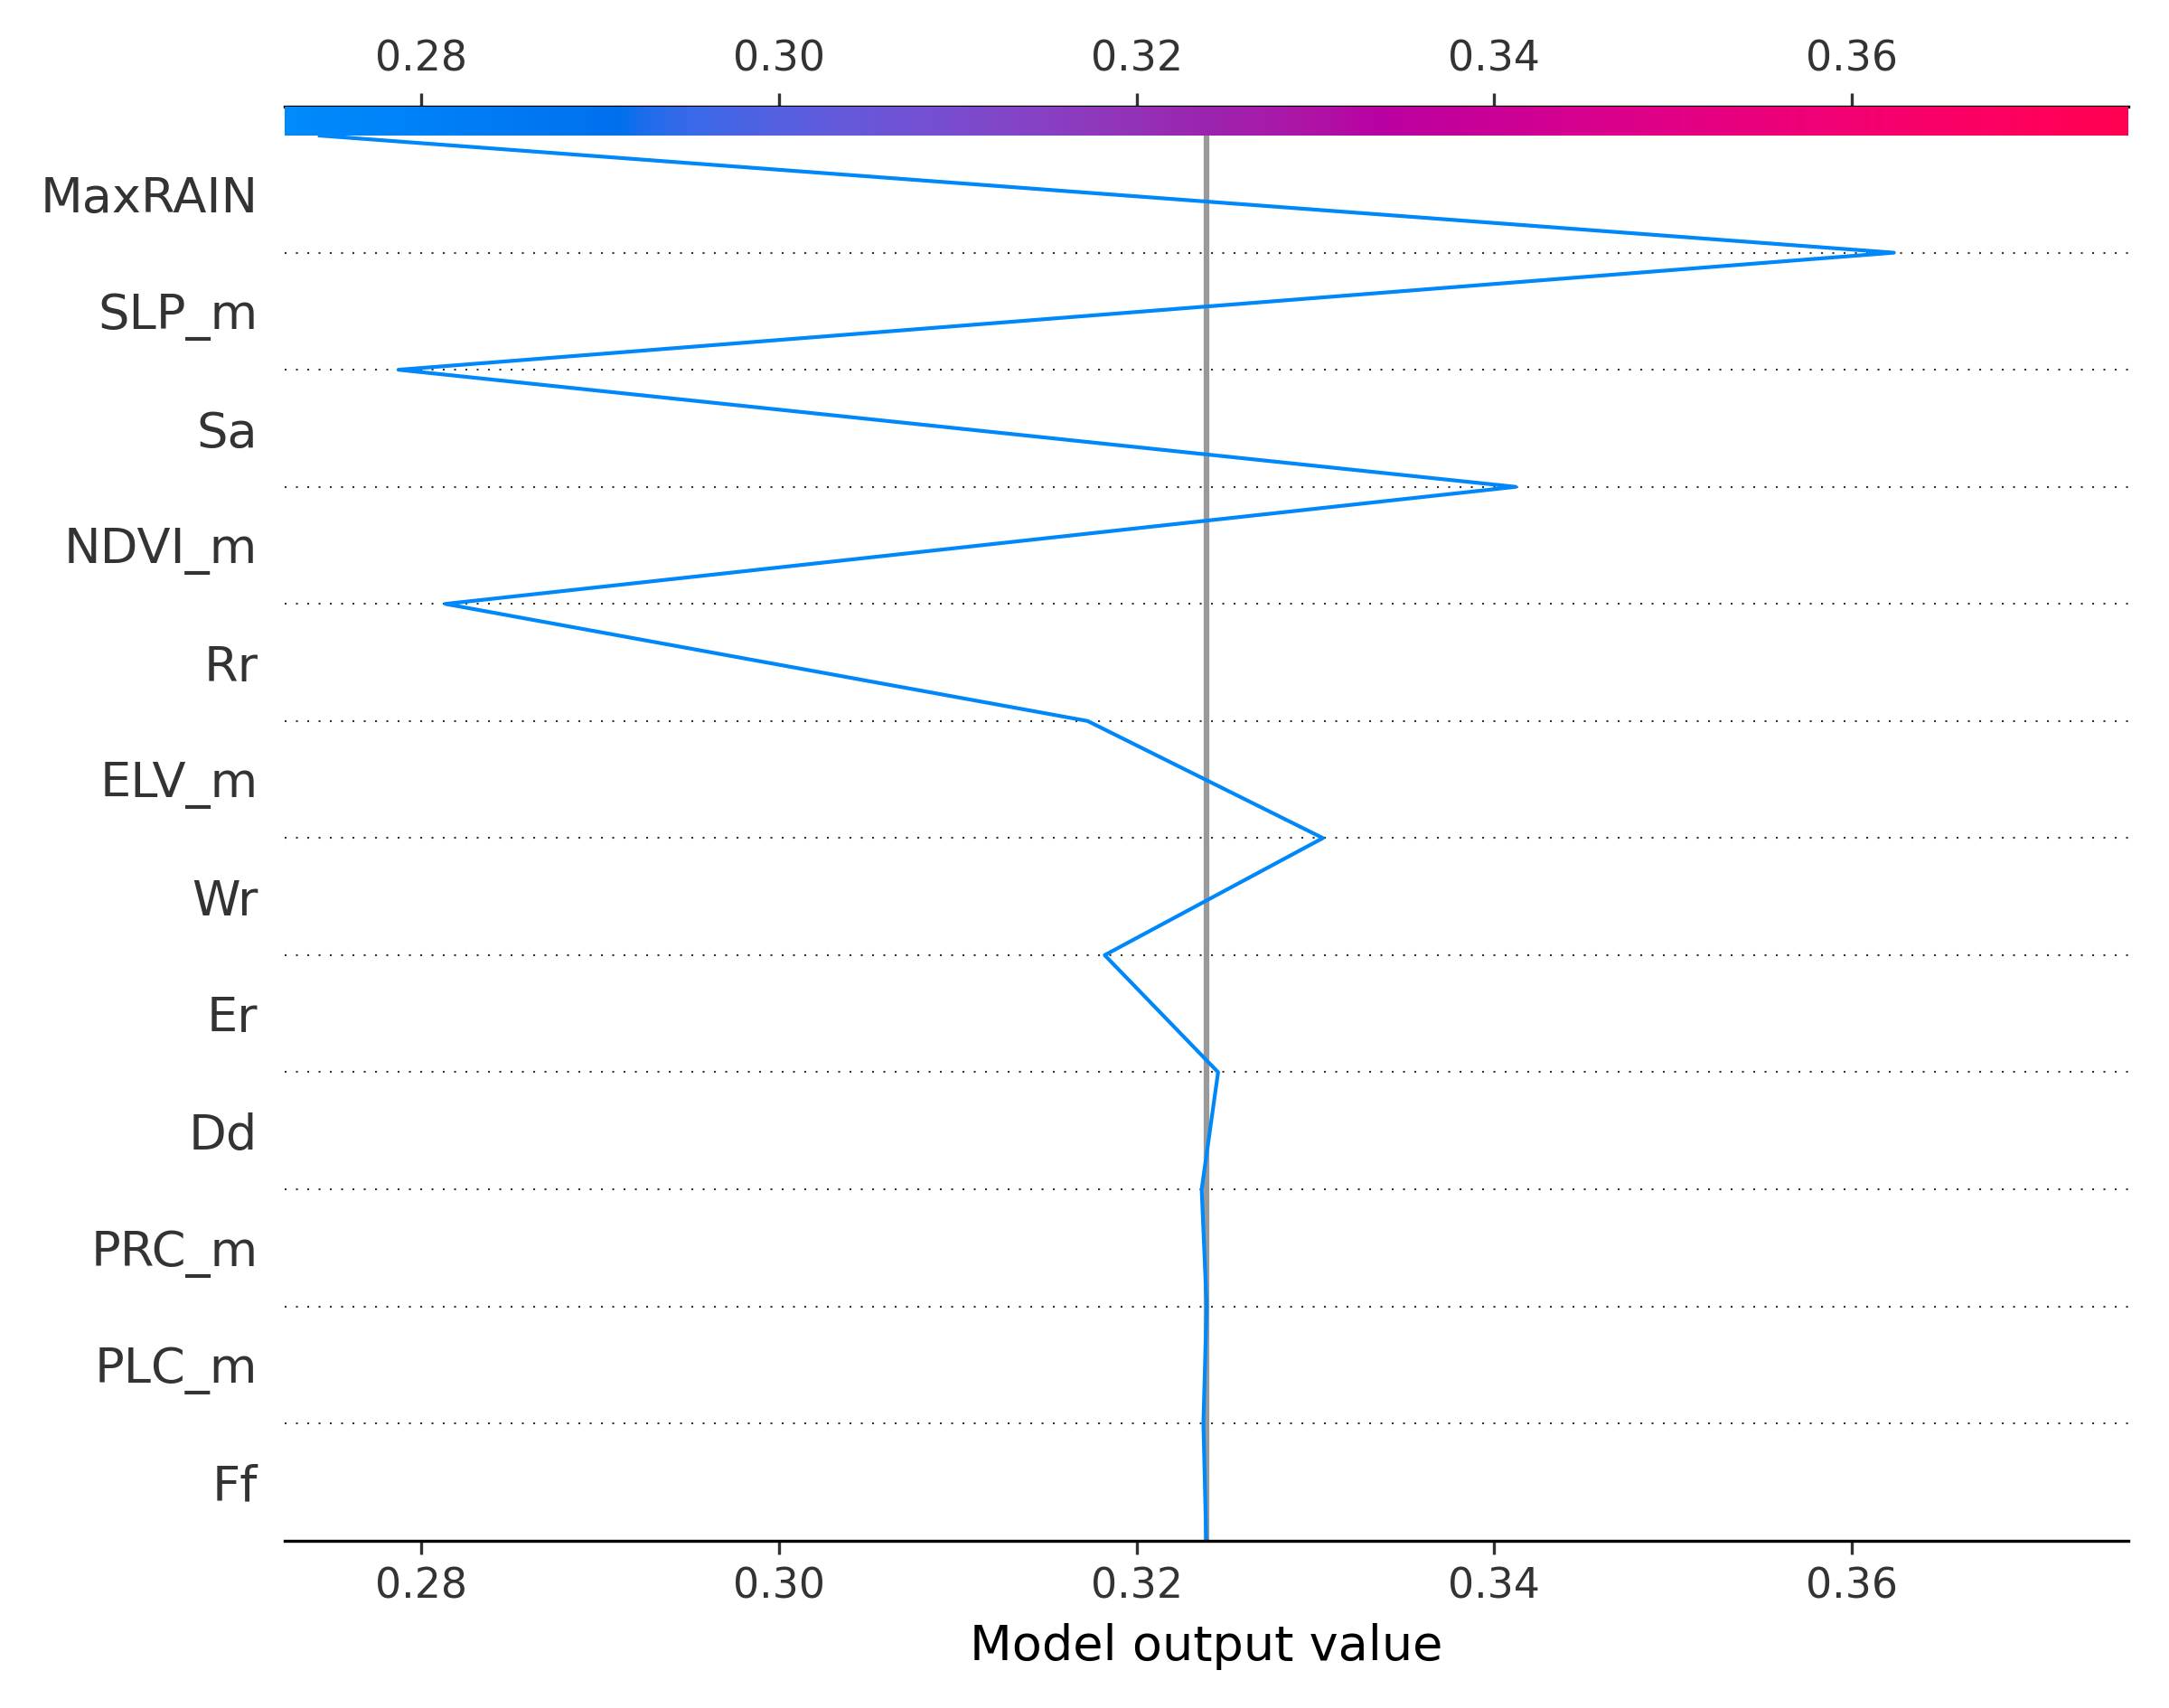 0.28 0.30 0.32 0.34 0.36
MaxRAIN
SLP_m
Sa
NDVI_m
Rr
ELV_m
Wr
Er
Dd
PRC_m
PLC_m
Ff
0.28 0.30 0.32 0.34 0.36
Model output value